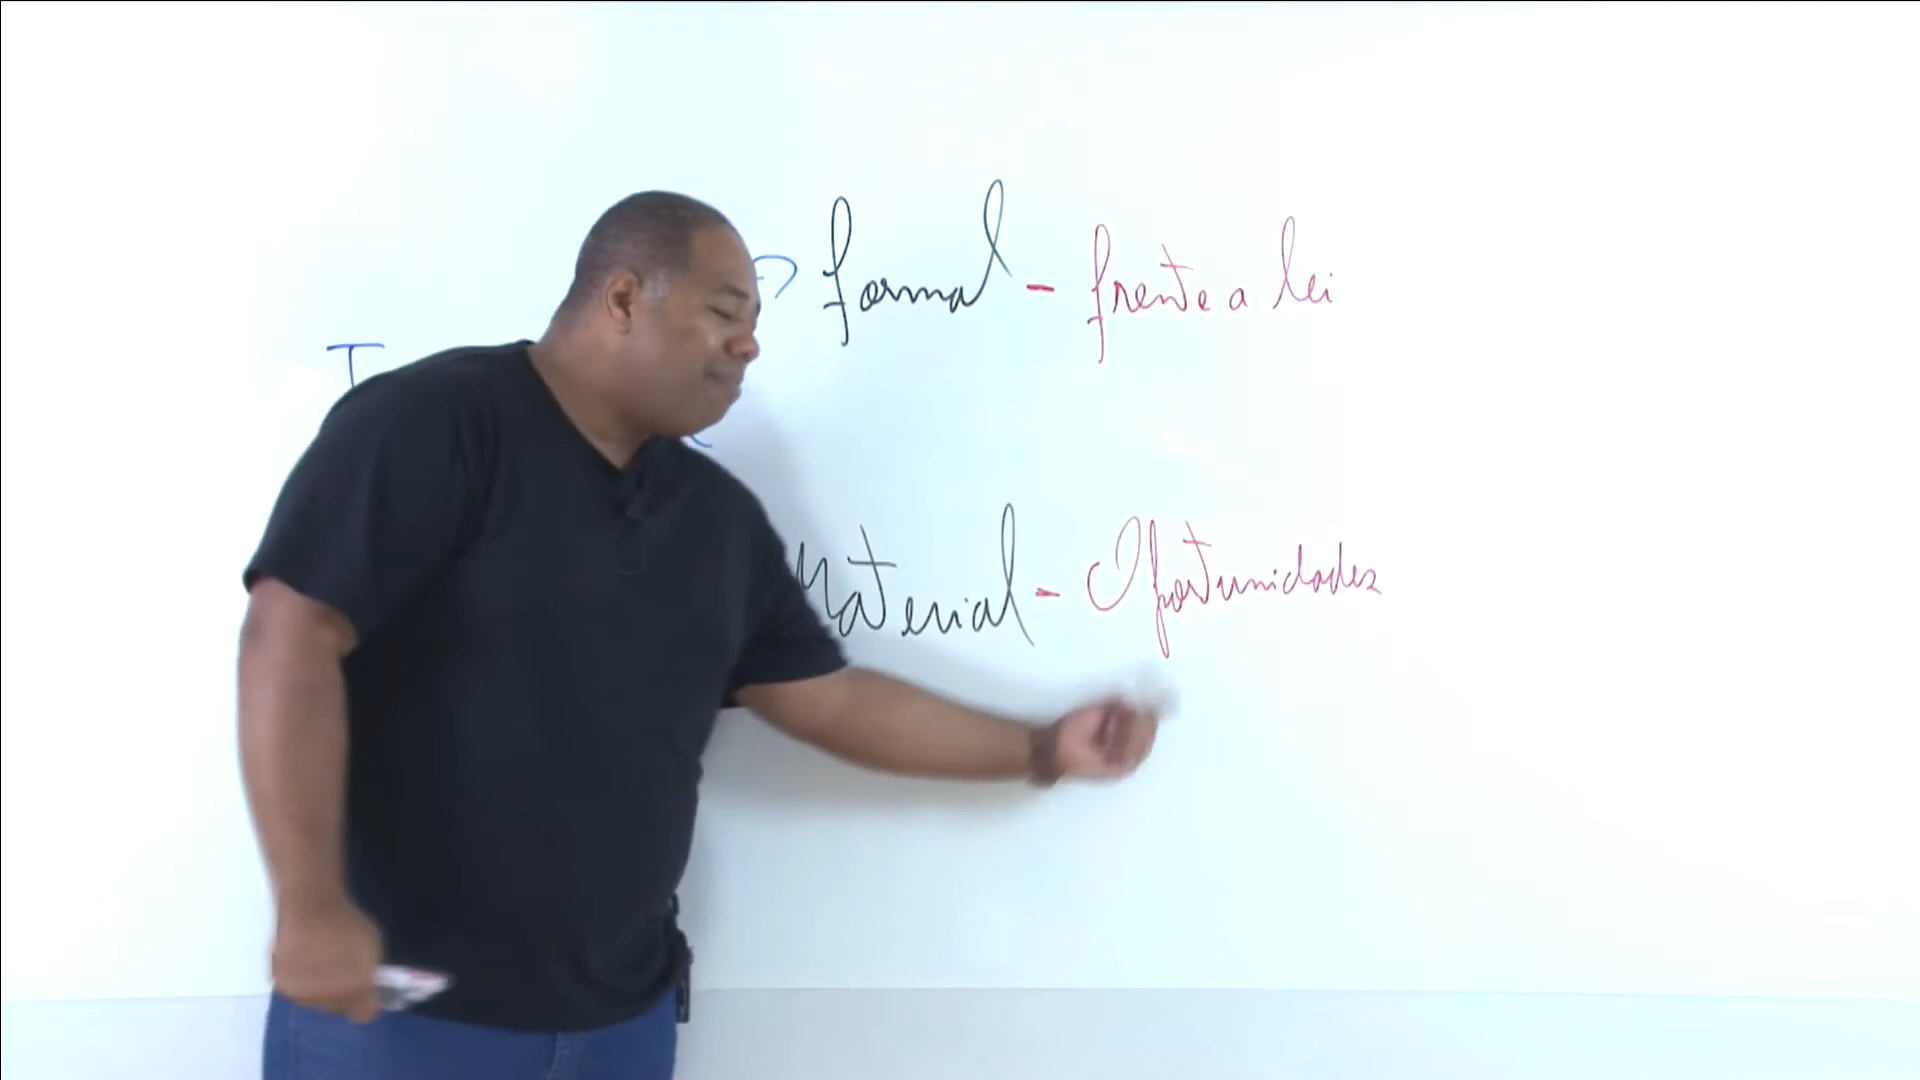 formal - frente a lei
Material - Oportunidades